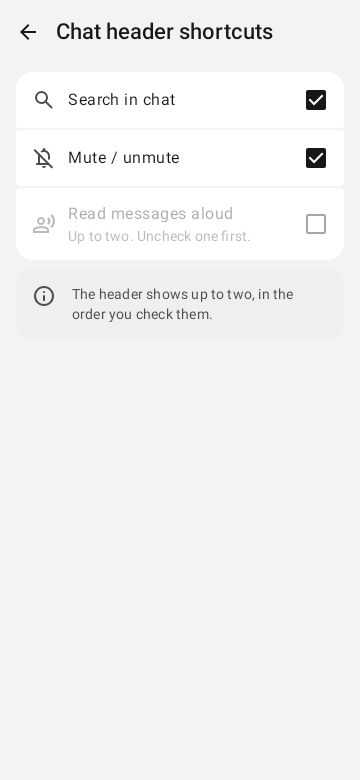 Chat header shortcuts
Search in chat
Mute / unmute
Read messages aloud
Up to two. Uncheck one first.
The header shows up to two, in the
order you check them.